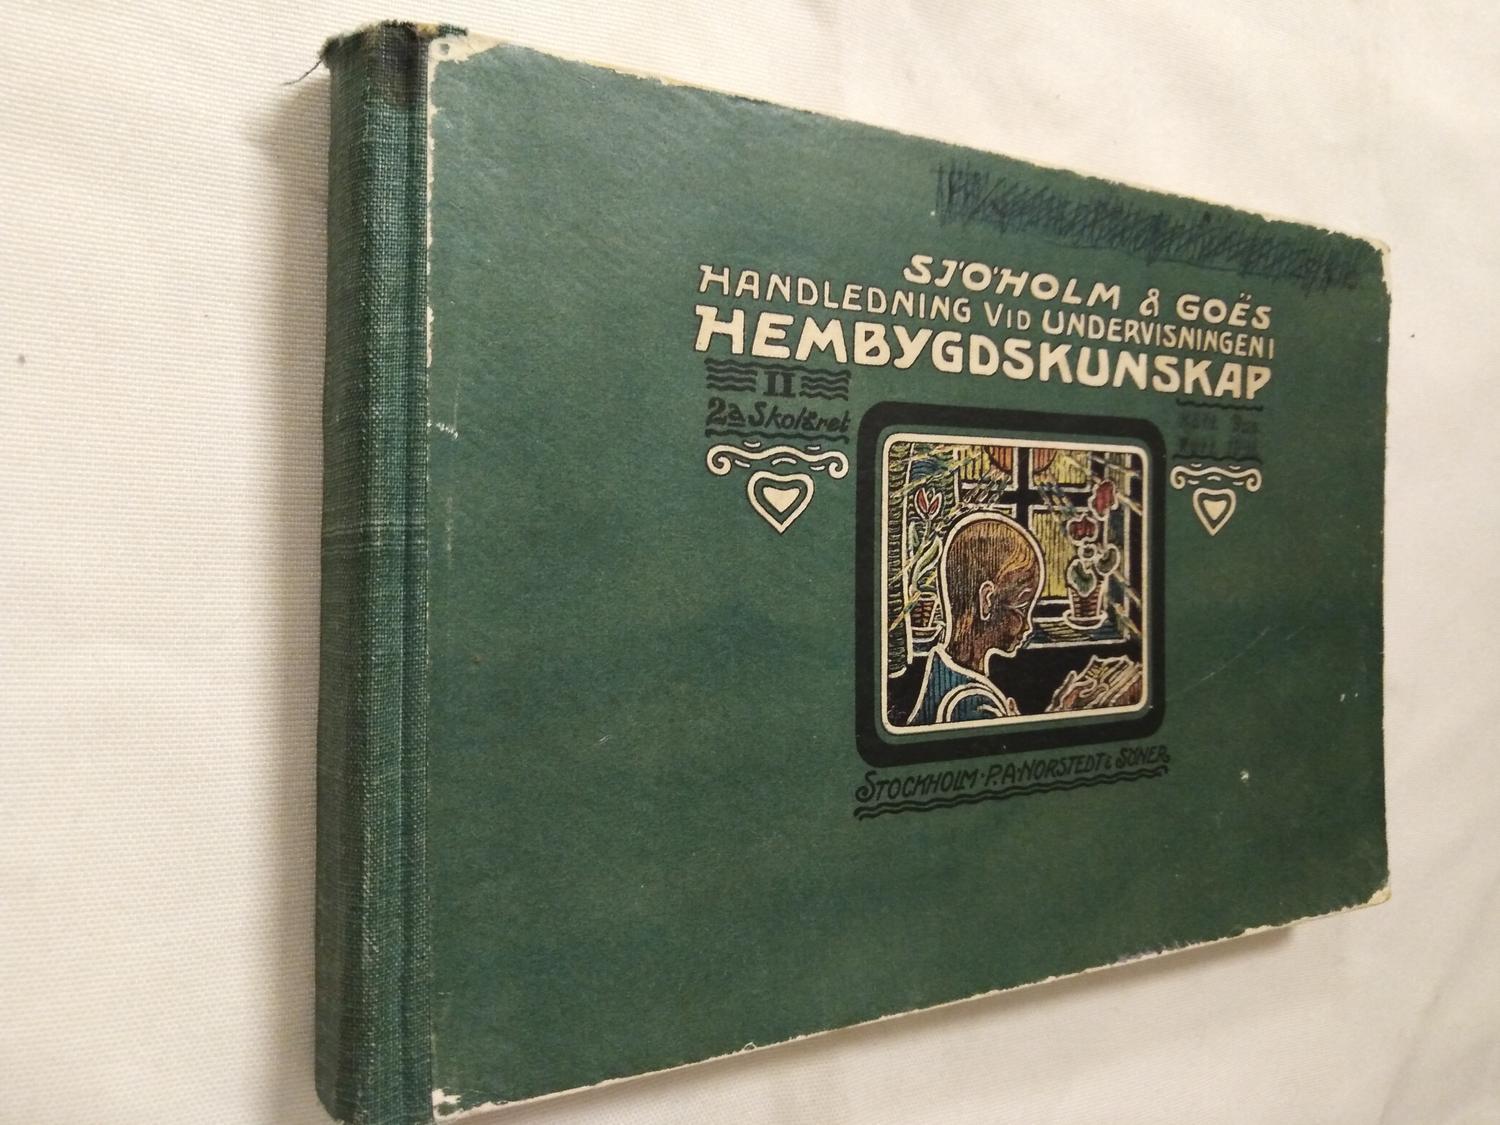 SJÖHOLM & GOËS
HANDLEDNING VID UNDERVISNINGEN I
HEMBYGDSKUNSKAP
II
2a Skolåret
STOCKHOLM · P. A. NORSTEDT & SÖNER